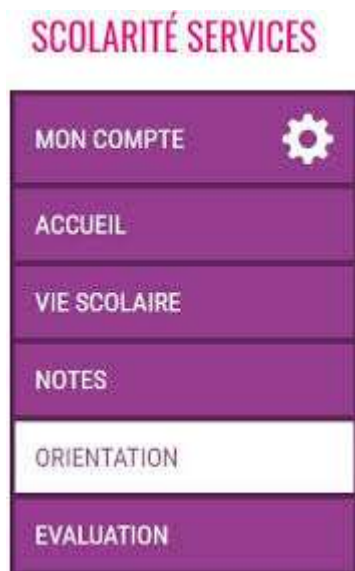 SCOLARITÉ SERVICES
MON COMPTE
ACCUEIL
VIE SCOLAIRE
NOTES
ORIENTATION
EVALUATION